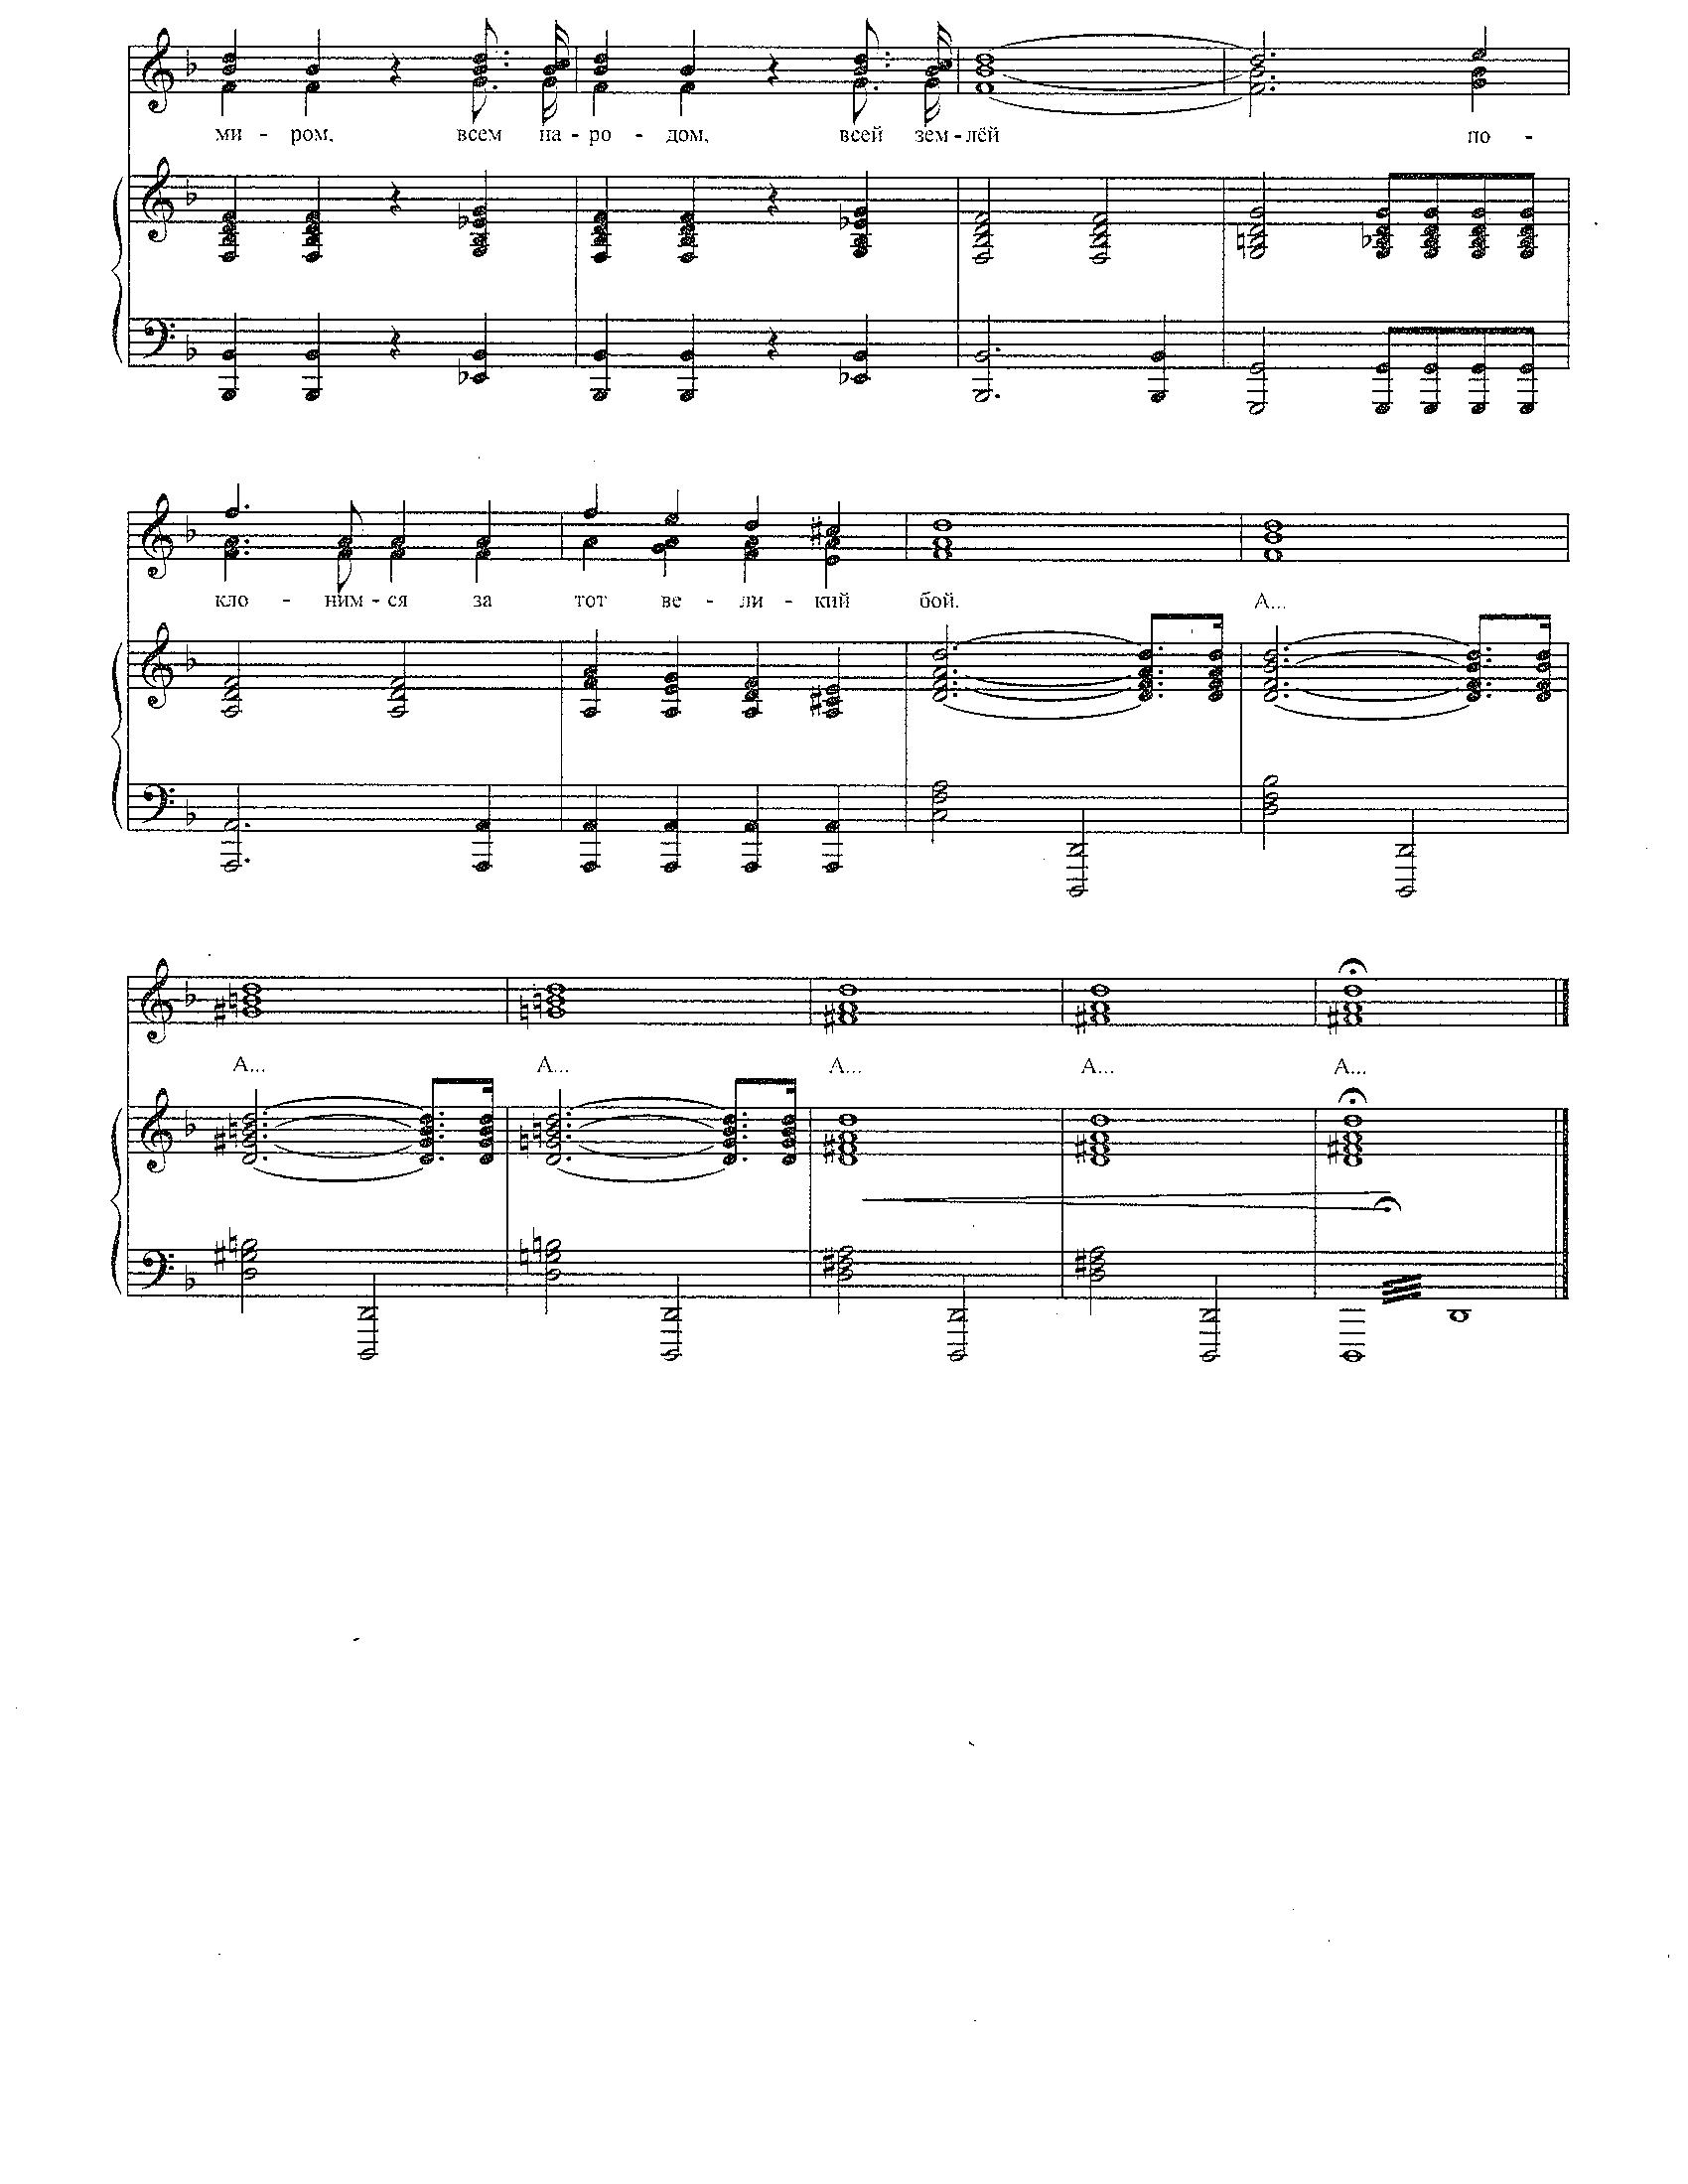 ми - ром, всем на - ро - дом, всей зем - лёй по -
кло - ним - ся за тот ве - ли - кий бой. А...
А... А... А... А... А...